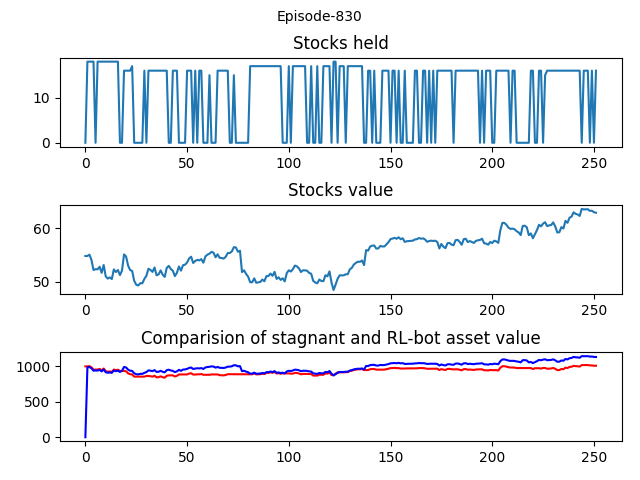 Episode-830
Stocks held
10
0
0 50 100 150 200 250
Stocks value
60
50
0 50 100 150 200 250
Comparision of stagnant and RL-bot asset value
1000
500
0
0 50 100 150 200 250